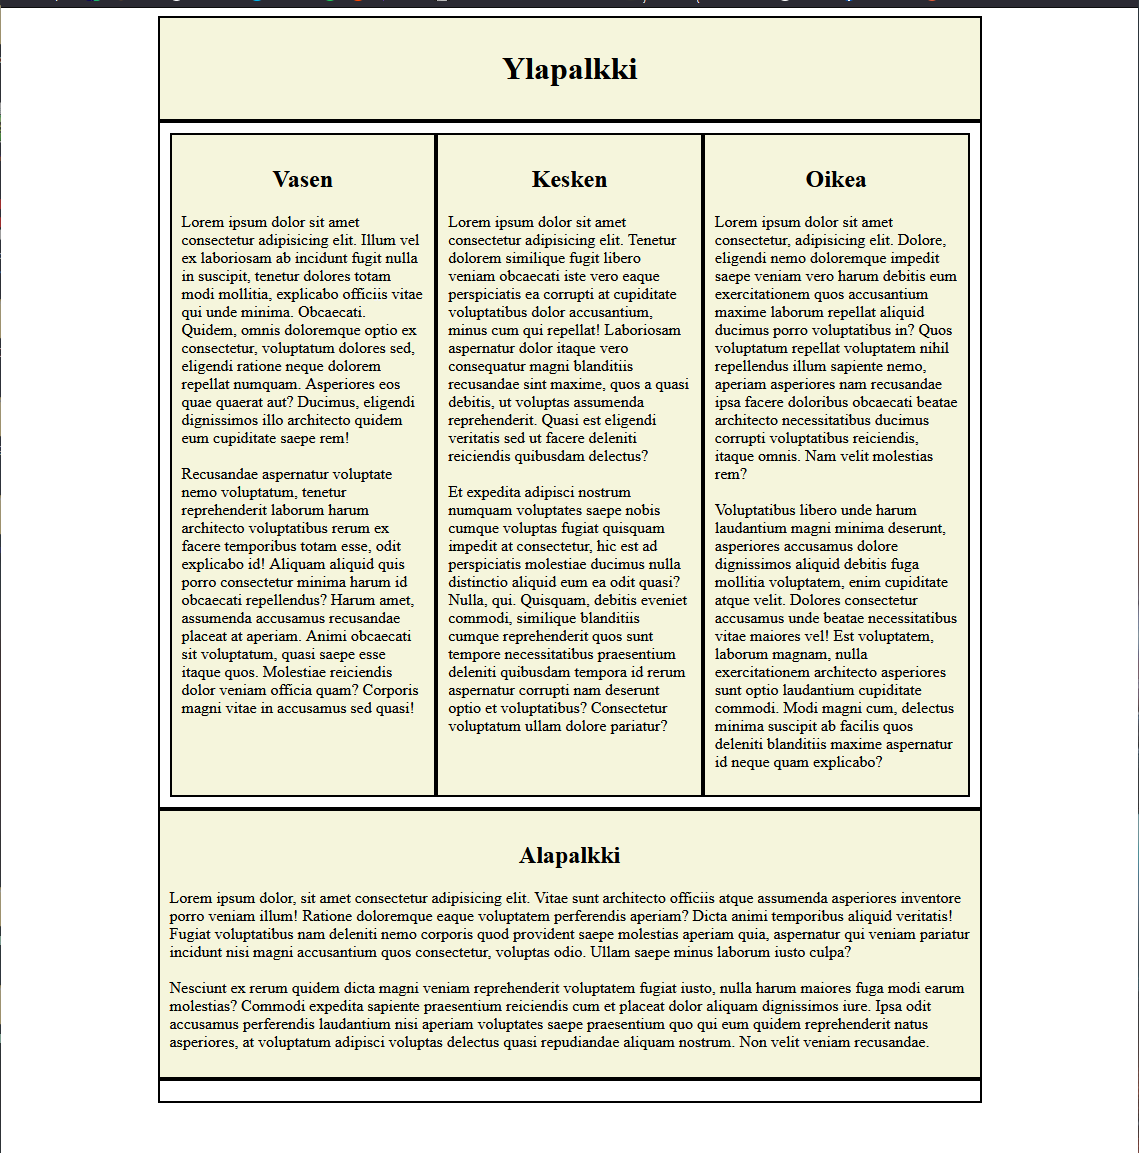 Ylapalkki
Vasen
Lorem ipsum dolor sit amet
consectetur adipisicing elit. Illum vel
ex laboriosam ab incidunt fugit nulla
in suscipit, tenetur dolores totam
modi mollitia, explicabo officiis vitae
qui unde minima. Obcaecati.
Quidem, omnis doloremque optio ex
consectetur, voluptatum dolores sed,
eligendi ratione neque dolorem
repellat numquam. Asperiores eos
quae quaerat aut? Ducimus, eligendi
dignissimos illo architecto quidem
eum cupiditate saepe rem!
Recusandae aspernatur voluptate
nemo voluptatum, tenetur
reprehenderit laborum harum
architecto voluptatibus rerum ex
facere temporibus totam esse, odit
explicabo id! Aliquam aliquid quis
porro consectetur minima harum id
obcaecati repellendus? Harum amet,
assumenda accusamus recusandae
placeat at aperiam. Animi obcaecati
sit voluptatum, quasi saepe esse
itaque quos. Molestiae reiciendis
dolor veniam officia quam? Corporis
magni vitae in accusamus sed quasi!
Kesken
Lorem ipsum dolor sit amet
consectetur adipisicing elit. Tenetur
dolorem similique fugit libero
veniam obcaecati iste vero eaque
perspiciatis ea corrupti at cupiditate
voluptatibus dolor accusantium,
minus cum qui repellat! Laboriosam
aspernatur dolor itaque vero
consequatur magni blanditiis
recusandae sint maxime, quos a quasi
debitis, ut voluptas assumenda
reprehenderit. Quasi est eligendi
veritatis sed ut facere deleniti
reiciendis quibusdam delectus?
Et expedita adipisci nostrum
numquam voluptates saepe nobis
cumque voluptas fugiat quisquam
impedit at consectetur, hic est ad
perspiciatis molestiae ducimus nulla
distinctio aliquid eum ea odit quasi?
Nulla, qui. Quisquam, debitis eveniet
commodi, similique blanditiis
cumque reprehenderit quos sunt
tempore necessitatibus praesentium
deleniti quibusdam tempora id rerum
aspernatur corrupti nam deserunt
optio et voluptatibus? Consectetur
voluptatum ullam dolore pariatur?
Oikea
Lorem ipsum dolor sit amet
consectetur, adipisicing elit. Dolore,
eligendi nemo doloremque impedit
saepe veniam vero harum debitis eum
exercitationem quos accusantium
maxime laborum repellat aliquid
ducimus porro voluptatibus in? Quos
voluptatum repellat voluptatem nihil
repellendus illum sapiente nemo,
aperiam asperiores nam recusandae
ipsa facere doloribus obcaecati beatae
architecto necessitatibus ducimus
corrupti voluptatibus reiciendis,
itaque omnis. Nam velit molestias
rem?
Voluptatibus libero unde harum
laudantium magni minima deserunt,
asperiores accusamus dolore
dignissimos aliquid debitis fuga
mollitia voluptatem, enim cupiditate
atque velit. Dolores consectetur
accusamus unde beatae necessitatibus
vitae maiores vel! Est voluptatem,
laborum magnam, nulla
exercitationem architecto asperiores
sunt optio laudantium cupiditate
commodi. Modi magni cum, delectus
minima suscipit ab facilis quos
deleniti blanditiis maxime aspernatur
id neque quam explicabo?
Alapalkki
Lorem ipsum dolor, sit amet consectetur adipisicing elit. Vitae sunt architecto officiis atque assumenda asperiores inventore
porro veniam illum! Ratione doloremque eaque voluptatem perferendis aperiam? Dicta animi temporibus aliquid veritatis!
Fugiat voluptatibus nam deleniti nemo corporis quod provident saepe molestias aperiam quia, aspernatur qui veniam pariatur
incidunt nisi magni accusantium quos consectetur, voluptas odio. Ullam saepe minus laborum iusto culpa?
Nesciunt ex rerum quidem dicta magni veniam reprehenderit voluptatem fugiat iusto, nulla harum maiores fuga modi earum
molestias? Commodi expedita sapiente praesentium reiciendis cum et placeat dolor aliquam dignissimos iure. Ipsa odit
accusamus perferendis laudantium nisi aperiam voluptates saepe praesentium quo qui eum quidem reprehenderit natus
asperiores, at voluptatum adipisci voluptas delectus quasi repudiandae aliquam nostrum. Non velit veniam recusandae.